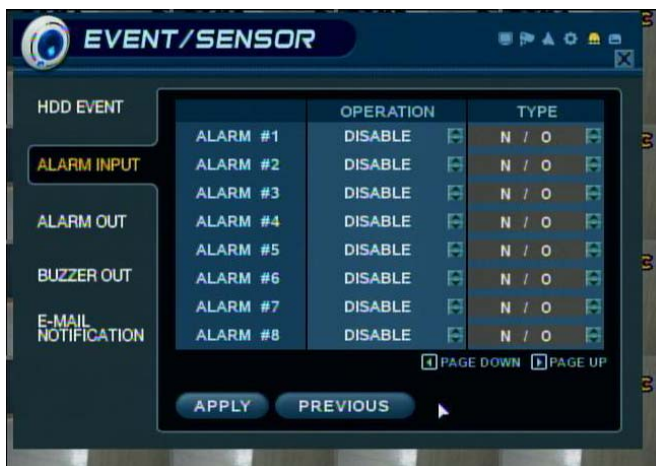 EVENT/SENSOR
HDD EVENT
ALARM INPUT
ALARM OUT
BUZZER OUT
E-MAIL
NOTIFICATION
OPERATION TYPE
ALARM #1 DISABLE N / O
ALARM #2 DISABLE N / O
ALARM #3 DISABLE N / O
ALARM #4 DISABLE N / O
ALARM #5 DISABLE N / O
ALARM #6 DISABLE N / O
ALARM #7 DISABLE N / O
ALARM #8 DISABLE N / O
PAGE DOWN PAGE UP
APPLY PREVIOUS